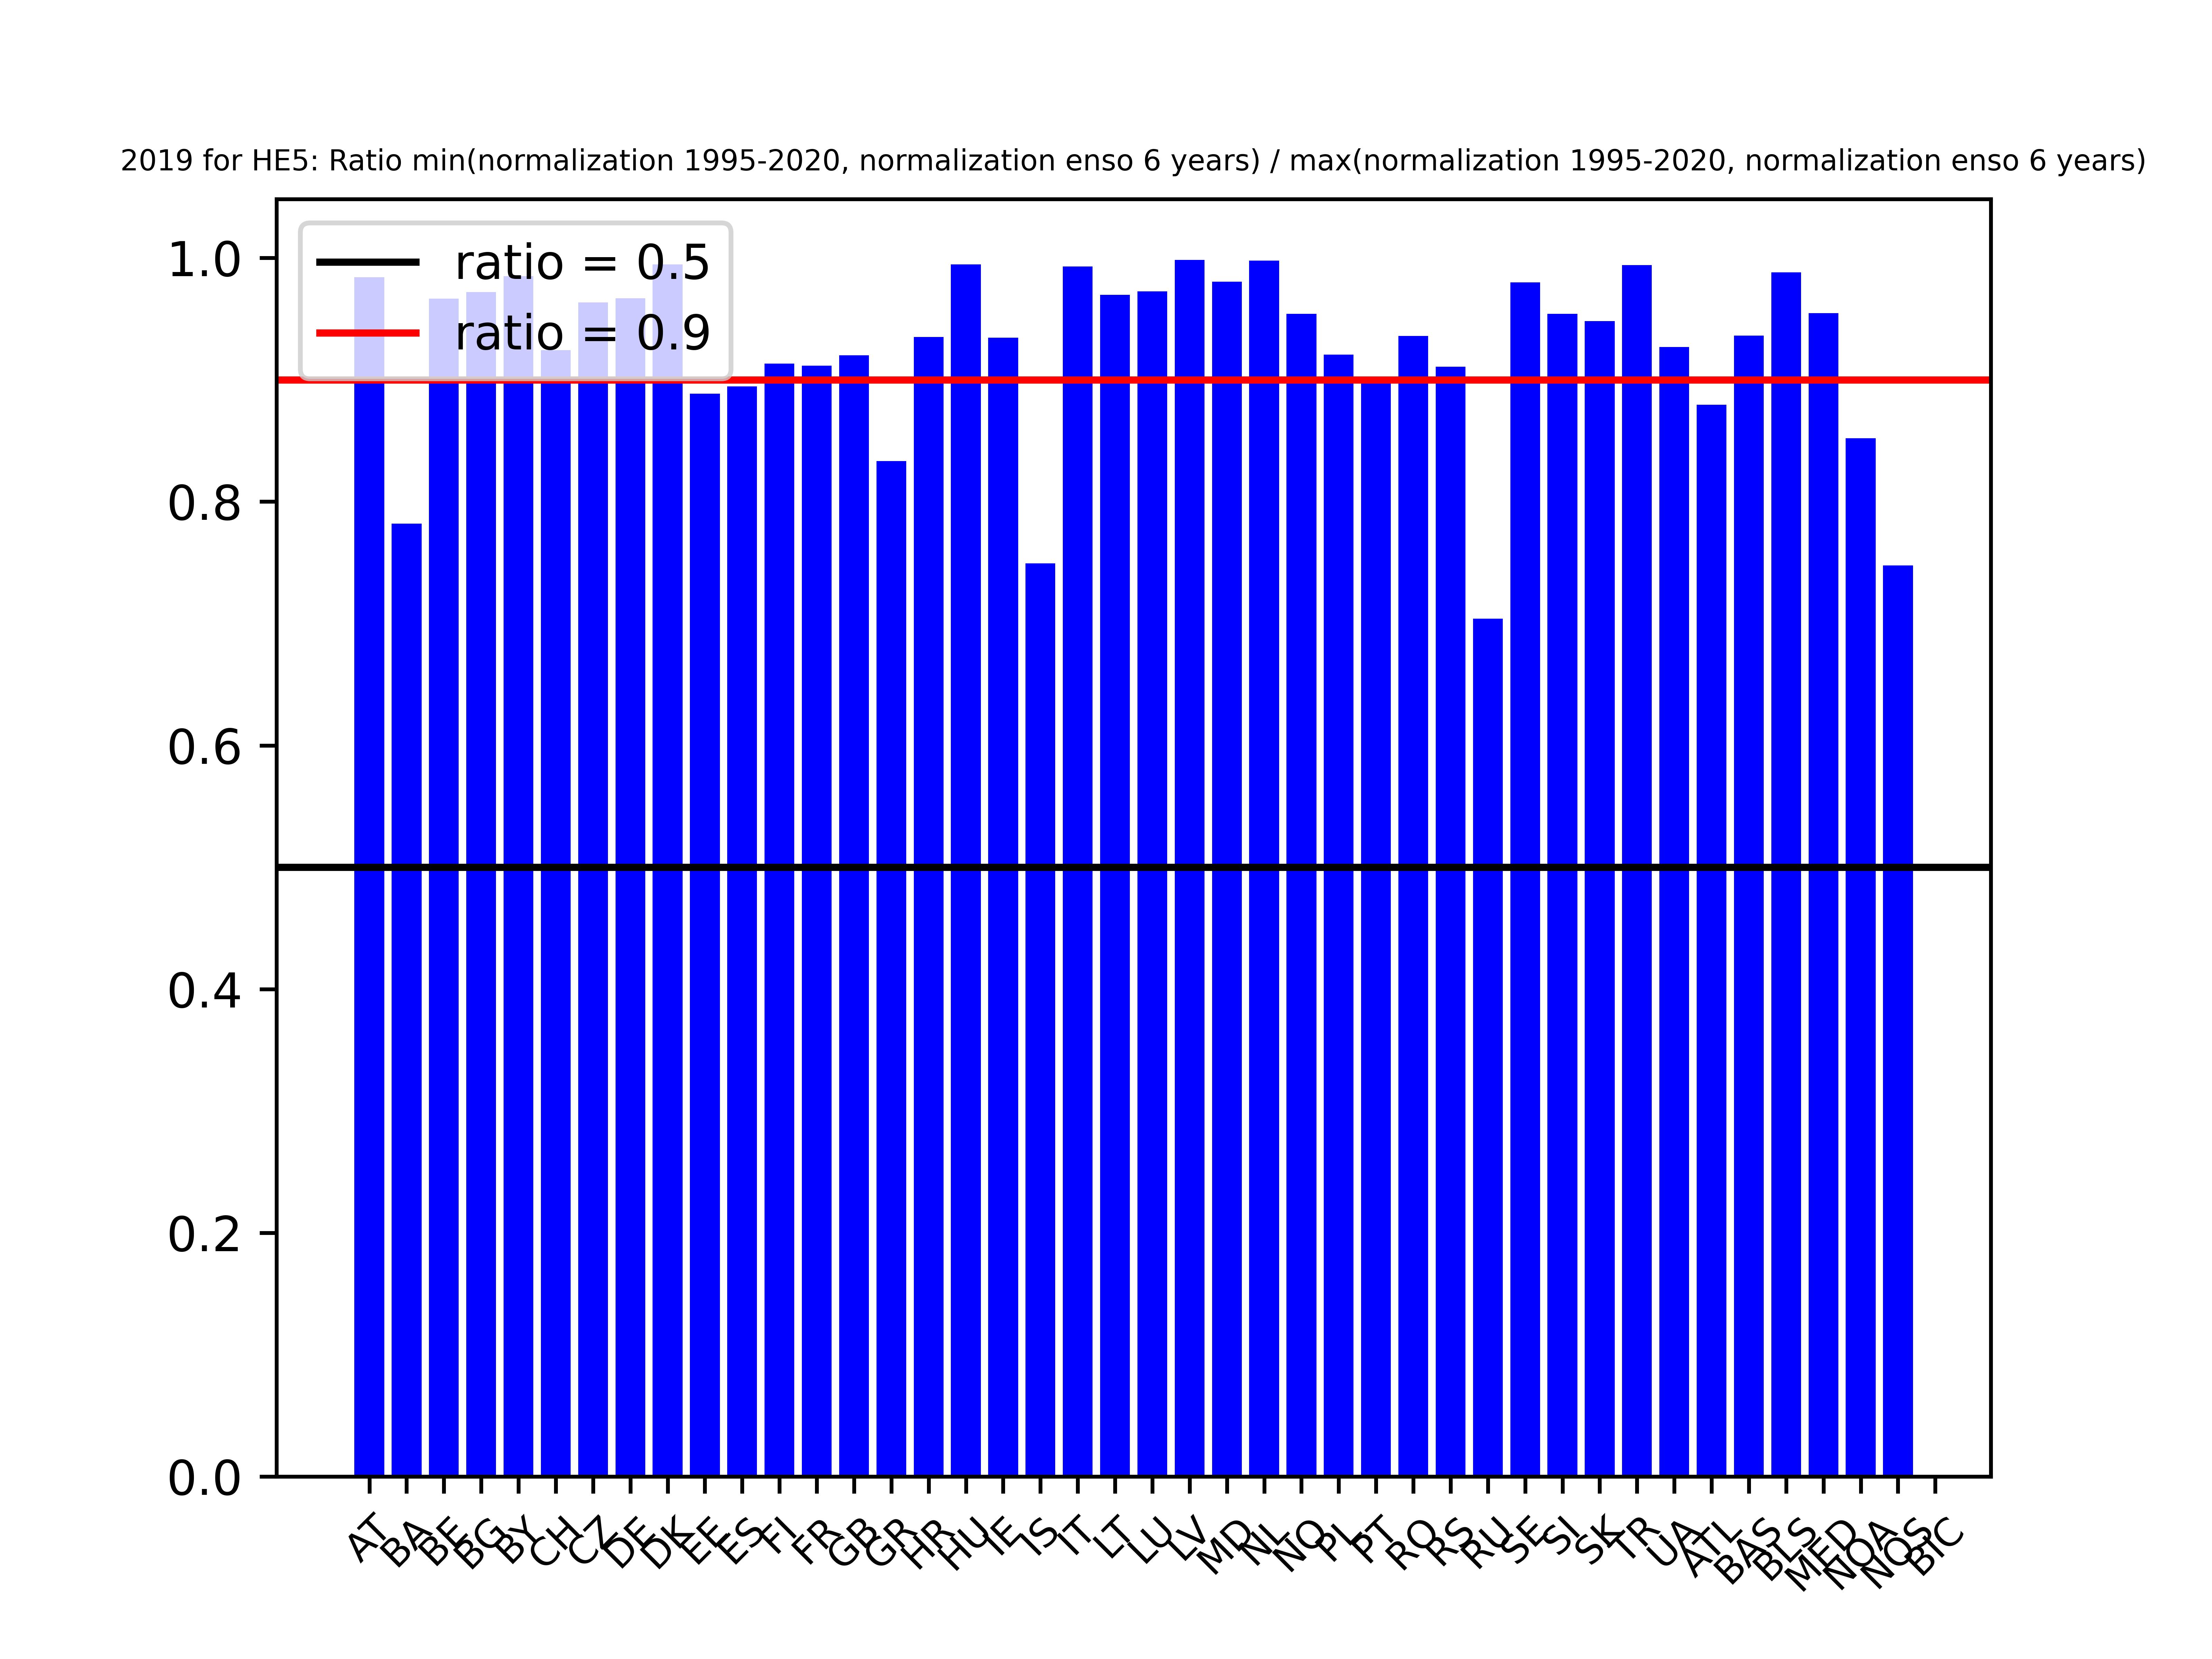 2019 for HE5: Ratio min(normalization 1995-2020, normalization enso 6 years) / max(normalization 1995-2020, normalization enso 6 years)
ratio = 0.5
ratio = 0.9
1.0
0.8
0.6
0.4
0.2
0.0
AT BA BE BG BY CH CZ DE DK EE ES FI FR GB GR HR HU IE IS IT LT LU LV MD NL NO PL PT RO RS RU SE SI SK TR UA ATL BAS BLS MED NOA NOS BIC